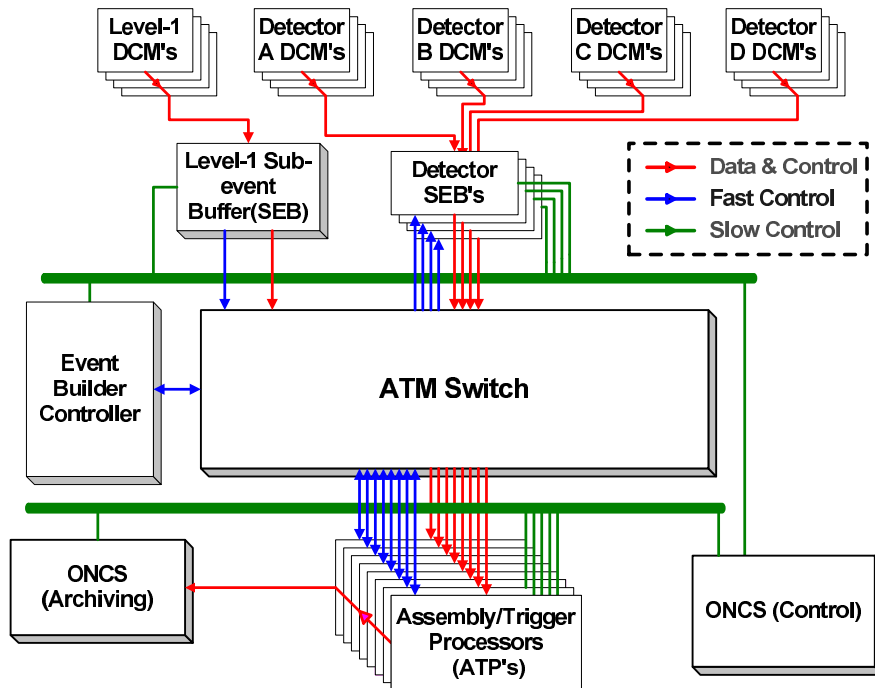 Level-1
DCM's
Detector
A DCM's
Detector
B DCM's
Detector
C DCM's
Detector
D DCM's
Level-1 Sub-
event
Buffer(SEB)
Detector
SEB's
Data & Control
Fast Control
Slow Control
Event
Builder
Controller
ATM Switch
ONCS
(Archiving)
Assembly/Trigger
Processors
(ATP's)
ONCS (Control)